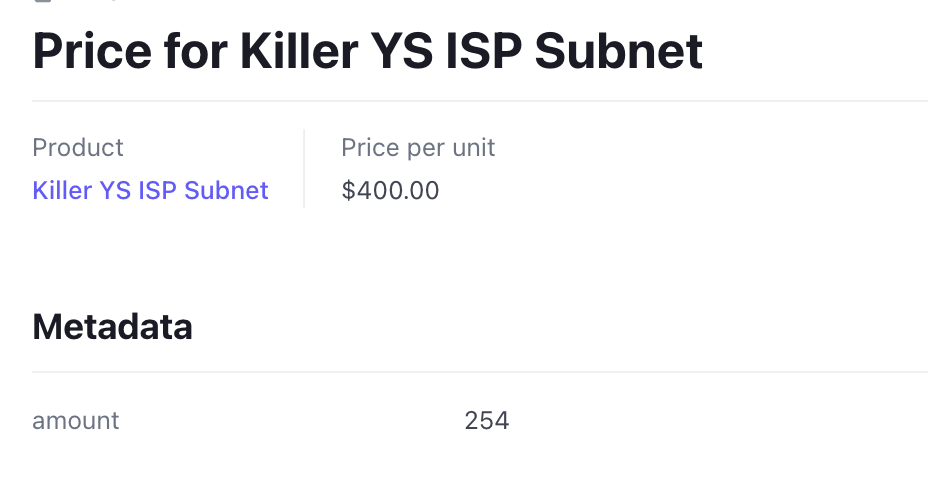 Price for Killer YS ISP Subnet
Product
Killer YS ISP Subnet
Price per unit
$400.00
Metadata
amount 254